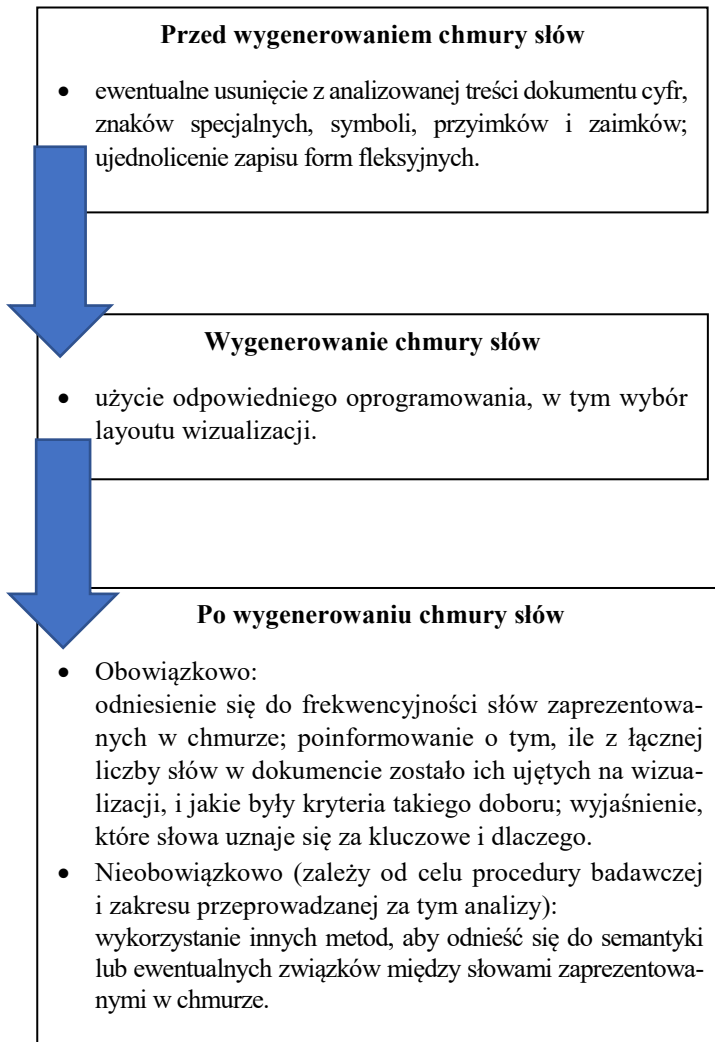 Przed wygenerowaniem chmury słów
• ewentualne usunięcie z analizowanej treści dokumentu cyfr,
znaków specjalnych, symboli, przyimków i zaimków;
ujednolicenie zapisu form fleksyjnych.
Wygenerowanie chmury słów
• użycie odpowiedniego oprogramowania, w tym wybór
layoutu wizualizacji.
Po wygenerowaniu chmury słów
• Obowiązkowo:
odniesienie się do frekwencyjności słów zaprezentowa-
nych w chmurze; poinformowanie o tym, ile z łącznej
liczby słów w dokumencie zostało ich ujętych na wizua-
lizacji, i jakie były kryteria takiego doboru; wyjaśnienie,
które słowa uznaje się za kluczowe i dlaczego.
• Nieobowiązkowo (zależy od celu procedury badawczej
i zakresu przeprowadzanej za tym analizy):
wykorzystanie innych metod, aby odnieść się do semantyki
lub ewentualnych związków między słowami zaprezentowa-
nymi w chmurze.